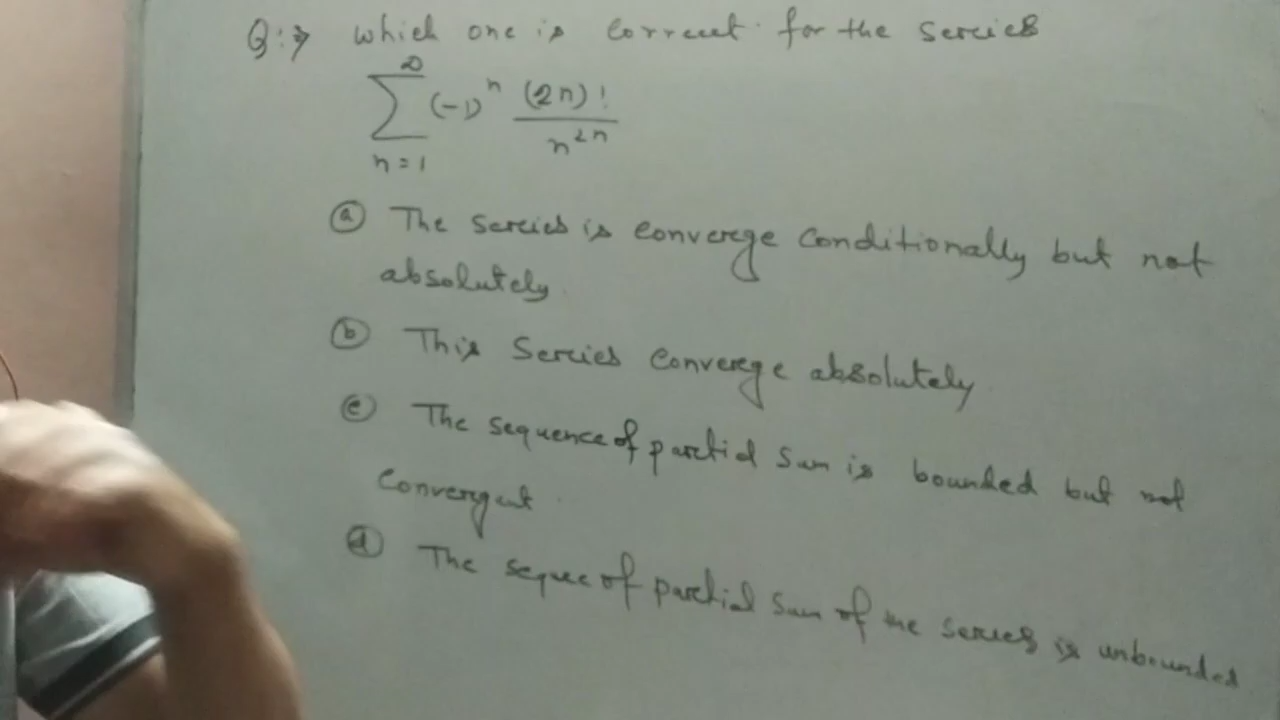 Q:⇒ which one is correct for the series
∞
∑ (-1)^n (2n)! / n^{2n}
n=1
ⓐ The series is converge conditionally but not
absolutely.
ⓑ This Series Converge absolutely
ⓒ The sequence of partial sum is bounded but not
Convergent.
ⓓ The sequce of partial sum of the series is unbounded